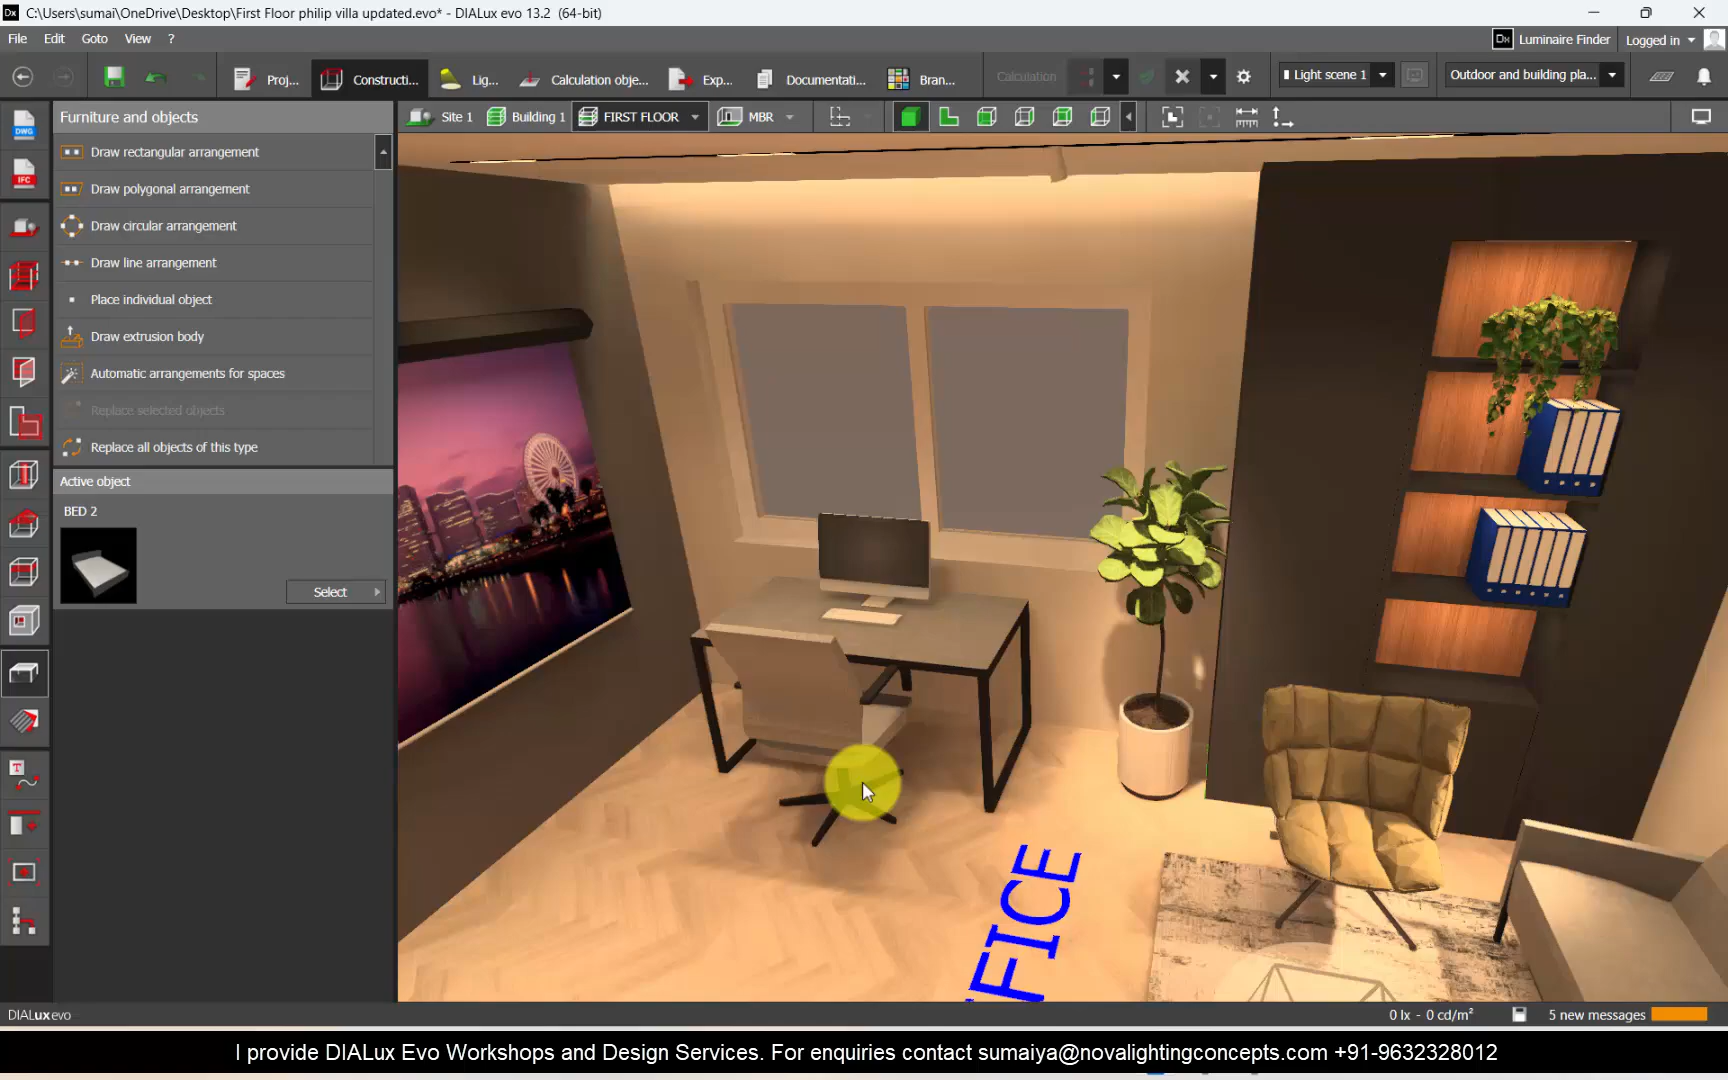 Dx C:\Users\sumai\OneDrive\Desktop\First Floor philip villa updated.evo* - DIALux evo 13.2 (64-bit)
File Edit Goto View ? Dx Luminaire Finder Logged in
Proj... Constructi... Lig... Calculation obje... Exp... Documentati... Bran... Calculation Light scene 1 Outdoor and building pla...
DWG Furniture and objects Site 1 Building 1 FIRST FLOOR MBR
Draw rectangular arrangement
IFC
Draw polygonal arrangement
Draw circular arrangement
Draw line arrangement
Place individual object
Draw extrusion body
Automatic arrangements for spaces
Replace selected objects
Replace all objects of this type
Active object
BED 2
Select
T
FFICE
DIALux evo 0 lx - 0 cd/m² 5 new messages
I provide DIALux Evo Workshops and Design Services. For enquiries contact sumaiya@novalightingconcepts.com +91-9632328012